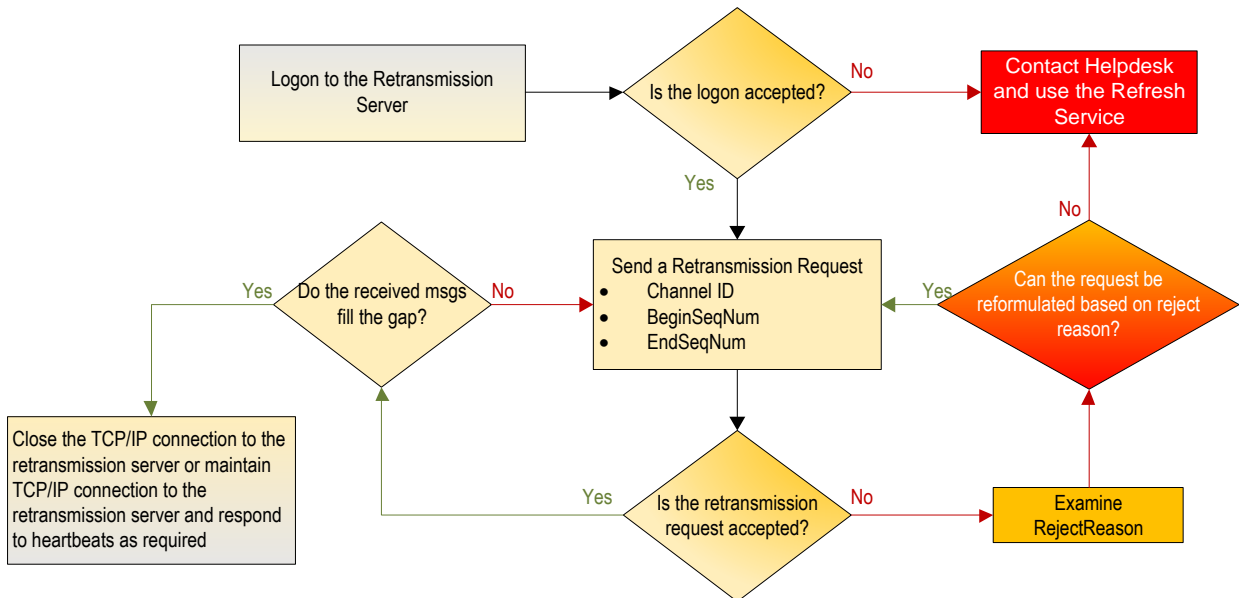 Logon to the Retransmission
Server
Is the logon accepted?
No
Contact Helpdesk
and use the Refresh
Service
Yes
No
Send a Retransmission Request
• Channel ID
• BeginSeqNum
• EndSeqNum
Yes
Do the received msgs
fill the gap?
No
Yes
Can the request be
reformulated based on reject
reason?
Close the TCP/IP connection to the
retransmission server or maintain
TCP/IP connection to the
retransmission server and respond
to heartbeats as required
Yes
Is the retransmission
request accepted?
No
Examine
RejectReason